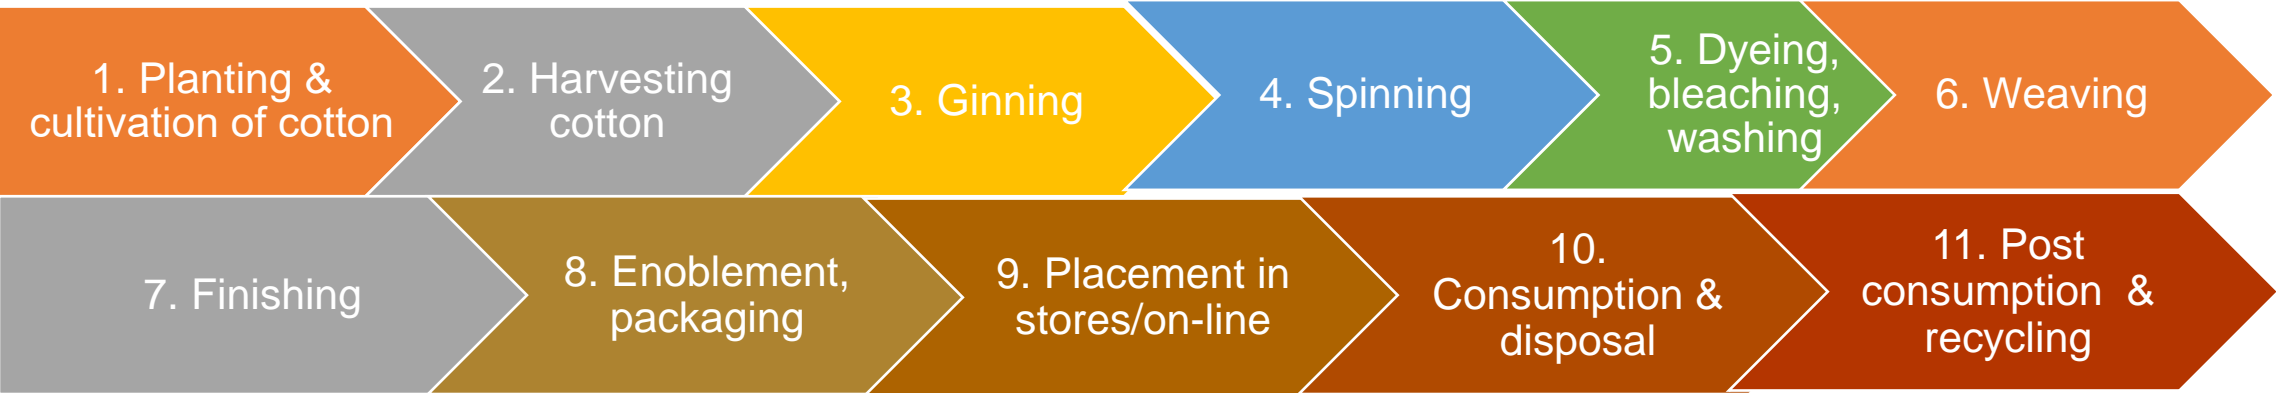 1. Planting &
cultivation of cotton
2. Harvesting
cotton
3. Ginning
4. Spinning
5. Dyeing,
bleaching,
washing
6. Weaving
7. Finishing
8. Enoblement,
packaging
9. Placement in
stores/on-line
10.
Consumption &
disposal
11. Post
consumption  &
recycling